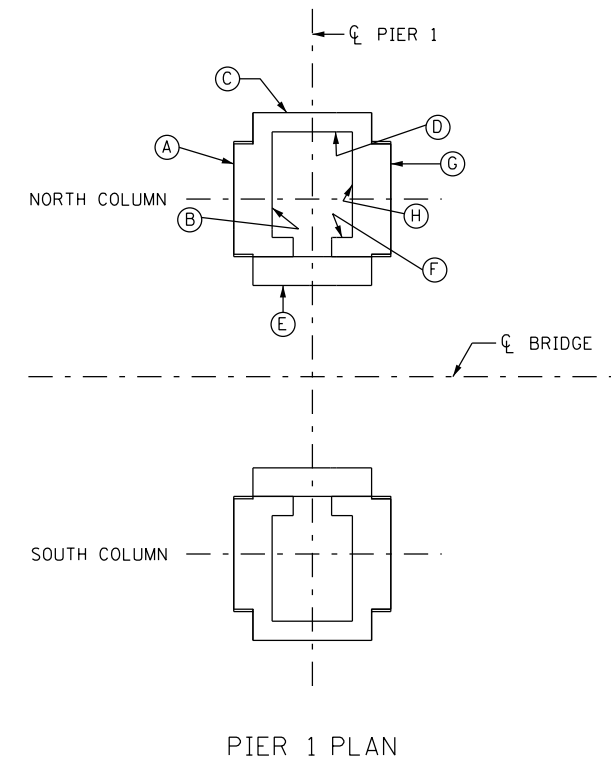 ℄ PIER 1
C
D
A
G
NORTH COLUMN
B
H
F
E
℄ BRIDGE
SOUTH COLUMN
PIER 1 PLAN